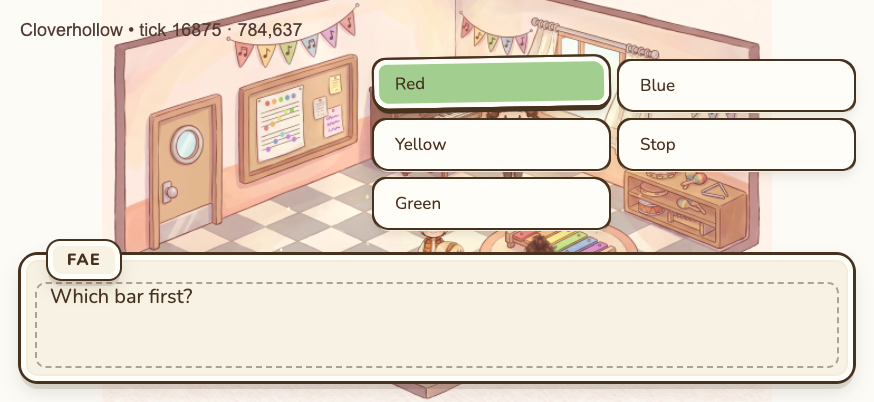 Cloverhollow • tick 16875 · 784,637
Red
Blue
Yellow
Stop
Green
FAE
Which bar first?